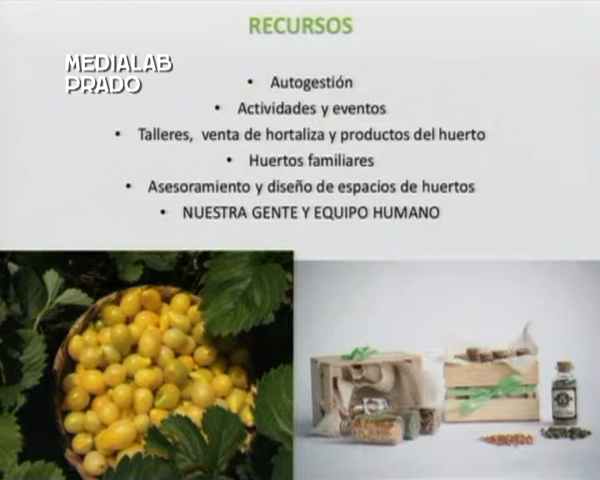 RECURSOS
MEDIALAB
PRADO
• Autogestión
• Actividades y eventos
• Talleres, venta de hortaliza y productos del huerto
• Huertos familiares
• Asesoramiento y diseño de espacios de huertos
• NUESTRA GENTE Y EQUIPO HUMANO